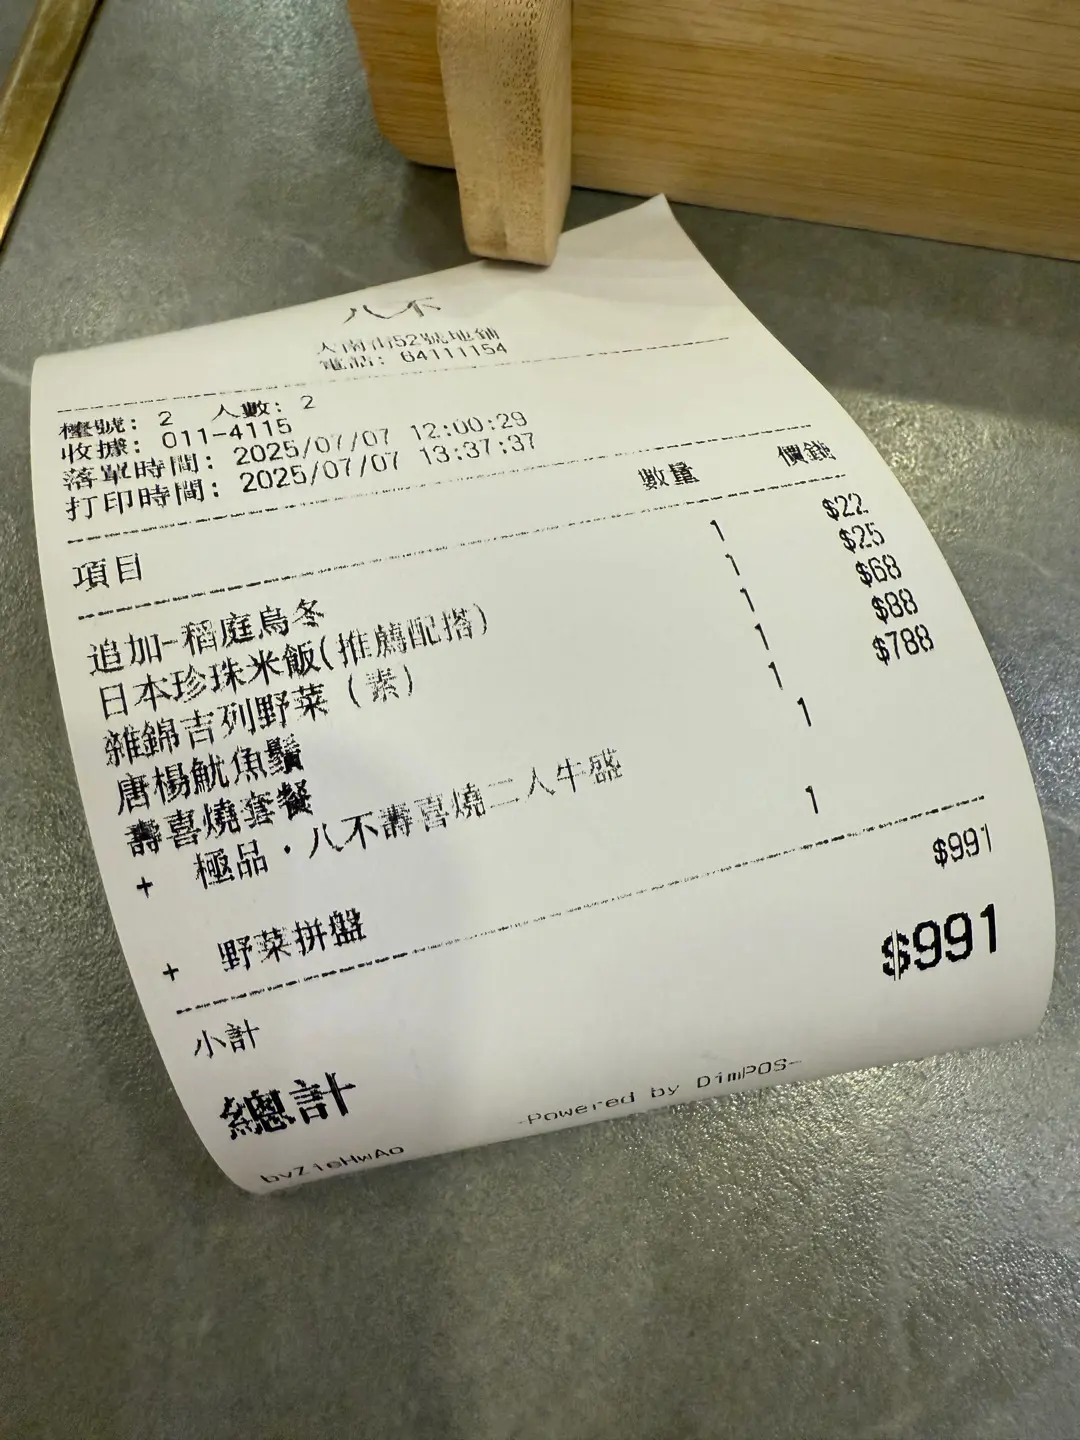 八不
大南街52號地鋪
電話: 64111154
檯號: 2 人數: 2
收據: 011-4115
落單時間: 2025/07/07 12:00:29
打印時間: 2025/07/07 13:37:37
項目 數量 價錢
追加-稻庭烏冬 1 $22
日本珍珠米飯(推薦配搭) 1 $25
雜錦吉列野菜(素) 1 $68
唐楊魷魚鬚 1 $88
壽喜燒套餐 1 $788
+ 極品·八不壽喜燒二人牛盛 1
+ 野菜拼盤 1
小計 $991
總計 $991
-Powered by DimPOS-
bvZ1eHwAo